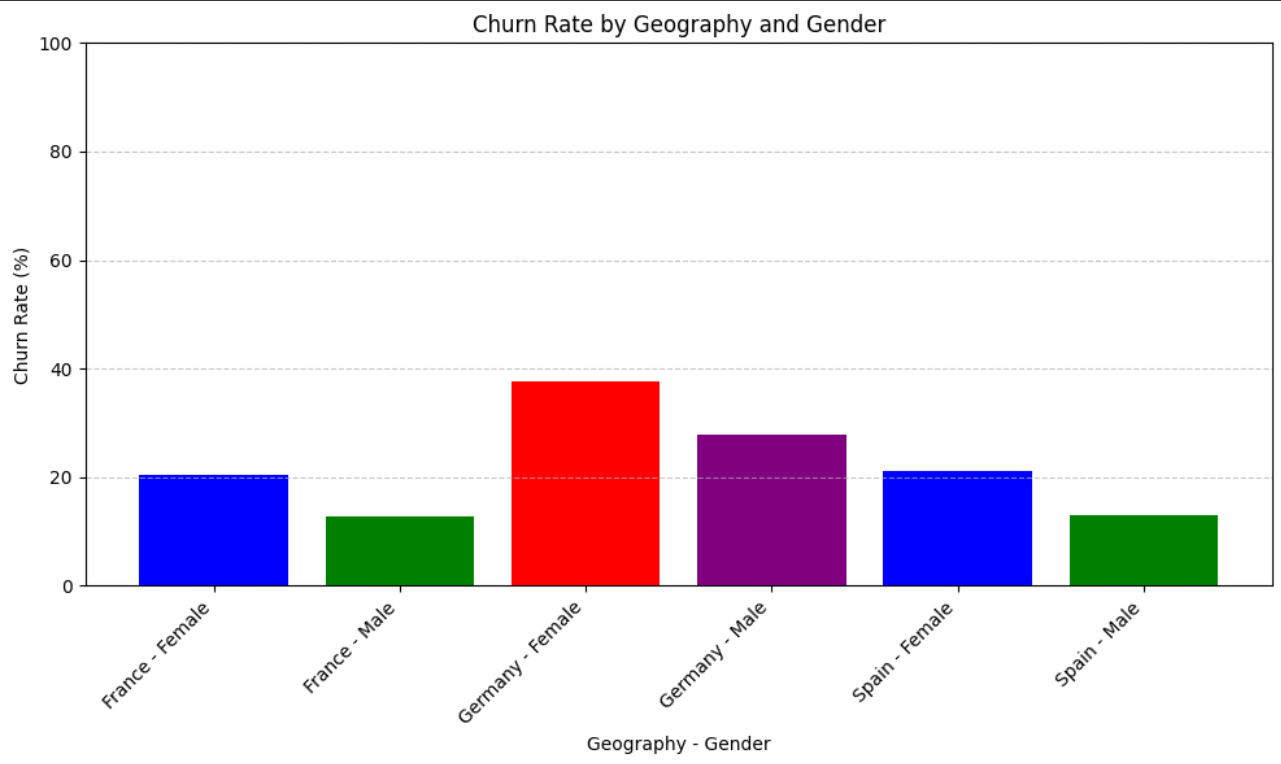 Churn Rate by Geography and Gender
Churn Rate (%)
100
80
60
40
20
0
France - Female
France - Male
Germany - Female
Germany - Male
Spain - Female
Spain - Male
Geography - Gender